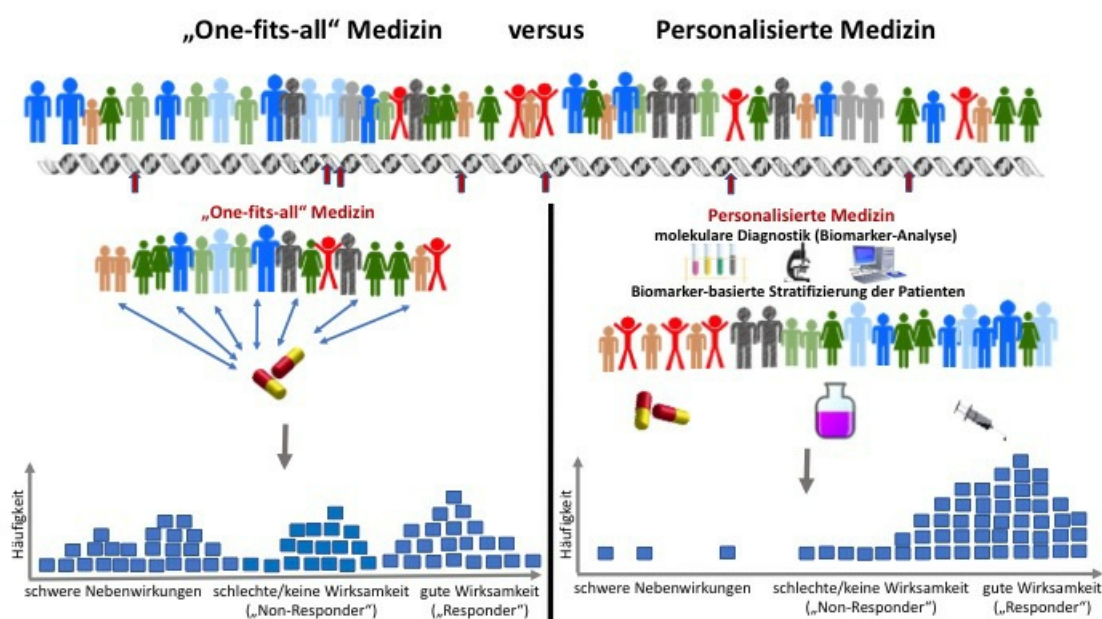 „One-fits-all“ Medizin versus Personalisierte Medizin
„One-fits-all“ Medizin
Häufigkeit
schwere Nebenwirkungen
schlechte/keine Wirksamkeit
(„Non-Responder“)
gute Wirksamkeit
(„Responder“)
Personalisierte Medizin
molekulare Diagnostik (Biomarker-Analyse)
Biomarker-basierte Stratifizierung der Patienten
Häufigkeit
schwere Nebenwirkungen
schlechte/keine Wirksamkeit
(„Non-Responder“)
gute Wirksamkeit
(„Responder“)